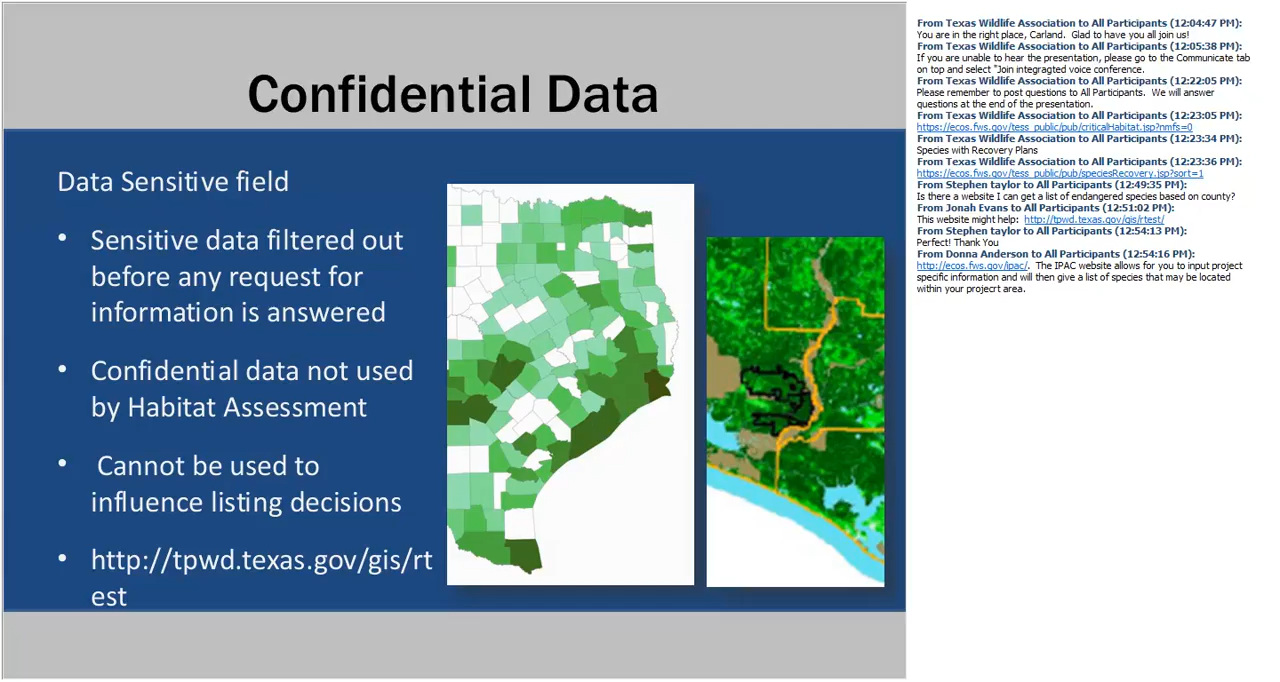 Confidential Data
Data Sensitive field
• Sensitive data filtered out
before any request for
information is answered
• Confidential data not used
by Habitat Assessment
• Cannot be used to
influence listing decisions
• http://tpwd.texas.gov/gis/rt
est
From Texas Wildlife Association to All Participants (12:04:47 PM):
You are in the right place, Carland. Glad to have you all join us!
From Texas Wildlife Association to All Participants (12:05:38 PM):
If you are unable to hear the presentation, please go to the Communicate tab
on top and select "Join integragted voice conference.
From Texas Wildlife Association to All Participants (12:22:05 PM):
Please remember to post questions to All Participants. We will answer
questions at the end of the presentation.
From Texas Wildlife Association to All Participants (12:23:05 PM):
https://ecos.fws.gov/tess_public/pub/criticalHabitat.jsp?nmfs=0
From Texas Wildlife Association to All Participants (12:23:34 PM):
Species with Recovery Plans
From Texas Wildlife Association to All Participants (12:23:36 PM):
https://ecos.fws.gov/tess_public/pub/speciesRecovery.jsp?sort=1
From Stephen taylor to All Participants (12:49:35 PM):
Is there a website I can get a list of endangered species based on county?
From Jonah Evans to All Participants (12:51:02 PM):
This website might help: http://tpwd.texas.gov/gis/rtest/
From Stephen taylor to All Participants (12:54:13 PM):
Perfect! Thank You
From Donna Anderson to All Participants (12:54:16 PM):
http://ecos.fws.gov/ipac/. The IPAC website allows for you to input project
specific information and will then give a list of species that may be located
within your projecrt area.